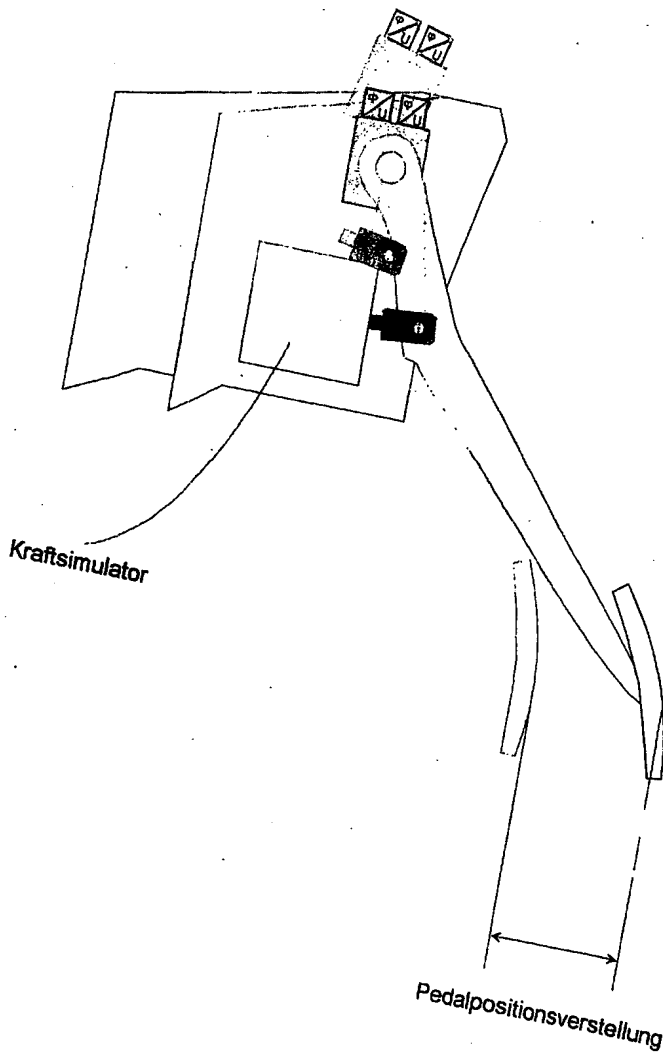 φ U φ U
φ U φ U
Kraftsimulator
Pedalpositionsverstellung